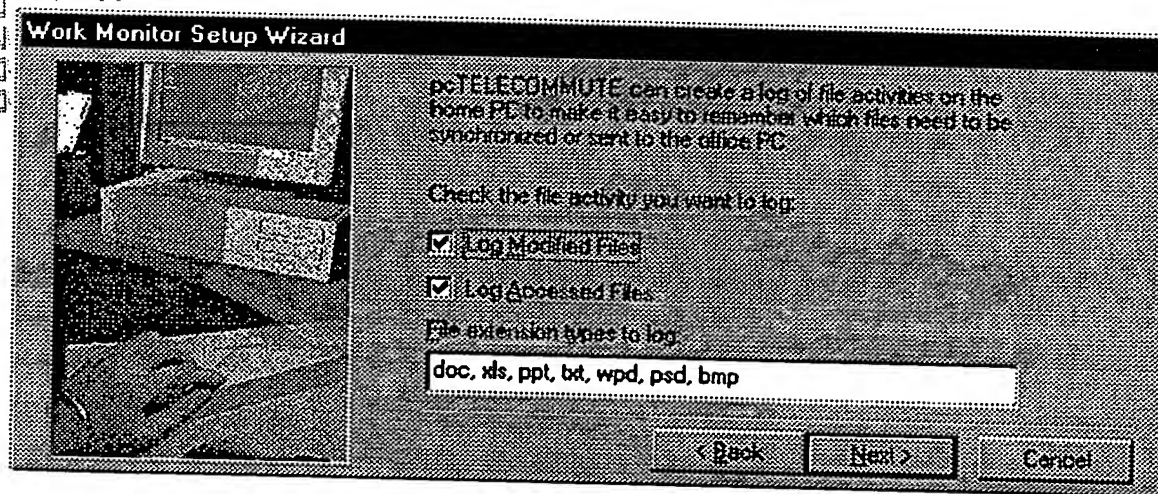 Work Monitor Setup Wizard
pcTELECOMMUTE can create a log of file activities on the
home PC to make it easy to remember which files need to be
synchronized or sent to the office PC.
Check the file activity you want to log:
Log Modified Files
Log Accessed Files
File extension types to log:
doc, xls, ppt, txt, wpd, psd, bmp
< Back
Next >
Cancel